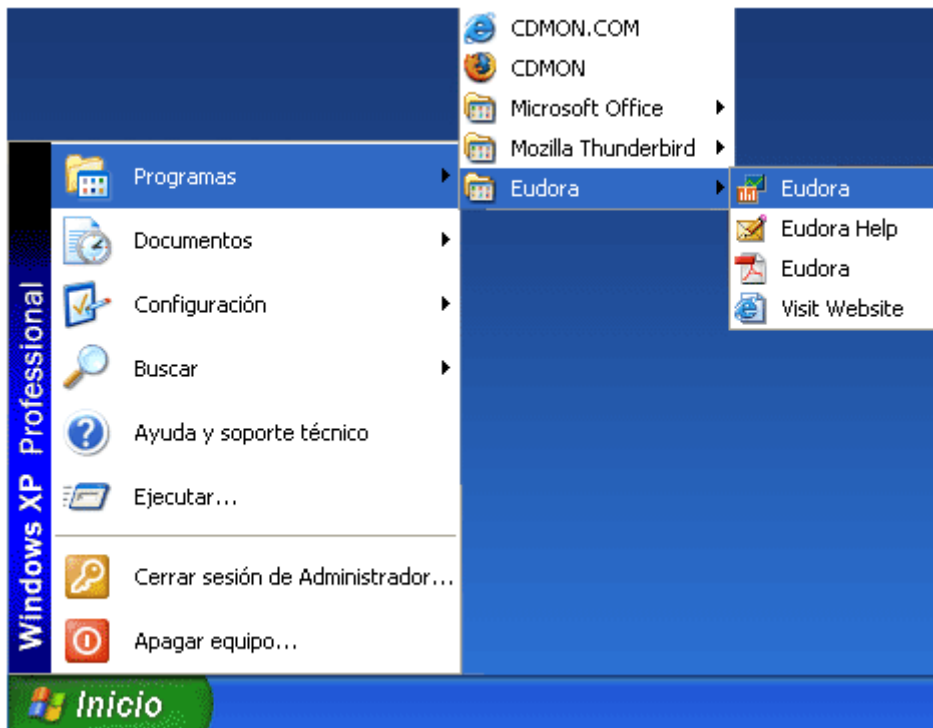 CDMON.COM
CDMON
Microsoft Office
Mozilla Thunderbird
Eudora
Eudora
Eudora Help
Eudora
Visit Website
Programas
Documentos
Configuración
Buscar
Ayuda y soporte técnico
Ejecutar...
Cerrar sesión de Administrador...
Apagar equipo...
Windows XP Professional
Inicio